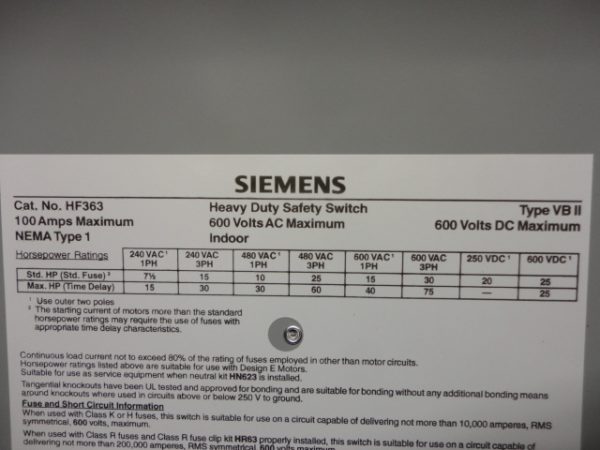 SIEMENS
Cat. No. HF363 Heavy Duty Safety Switch Type VB II
100 Amps Maximum 600 Volts AC Maximum 600 Volts DC Maximum
NEMA Type 1 Indoor
Horsepower Ratings 240 VAC¹ 1PH 240 VAC 3PH 480 VAC¹ 1PH 480 VAC 3PH 600 VAC¹ 1PH 600 VAC 3PH 250 VDC¹ 600 VDC¹
Std. HP (Std. Fuse)² 7½ 15 10 25 15 30 20 25
Max. HP (Time Delay) 15 30 30 60 40 75 — 25
¹ Use outer two poles
² The starting current of motors more than the standard
horsepower ratings may require the use of fuses with
appropriate time delay characteristics.
Continuous load current not to exceed 80% of the rating of fuses employed in other than motor circuits.
Horsepower ratings listed above are suitable for use with Design E Motors.
Suitable for use as service equipment when neutral kit HN623 is installed.
Tangential knockouts have been UL tested and approved for bonding and are suitable for bonding without any additional bonding means
around knockouts where used in circuits above or below 250 V to ground.
Fuse and Short Circuit Information
When used with Class K or H fuses, this switch is suitable for use on a circuit capable of delivering not more than 10,000 amperes, RMS
symmetrical, 600 volts, maximum.
When used with Class R fuses and Class R fuse clip kit HR63 properly installed, this switch is suitable for use on a circuit capable of
delivering not more than 200,000 amperes, RMS symmetrical, 600 volts maximum.